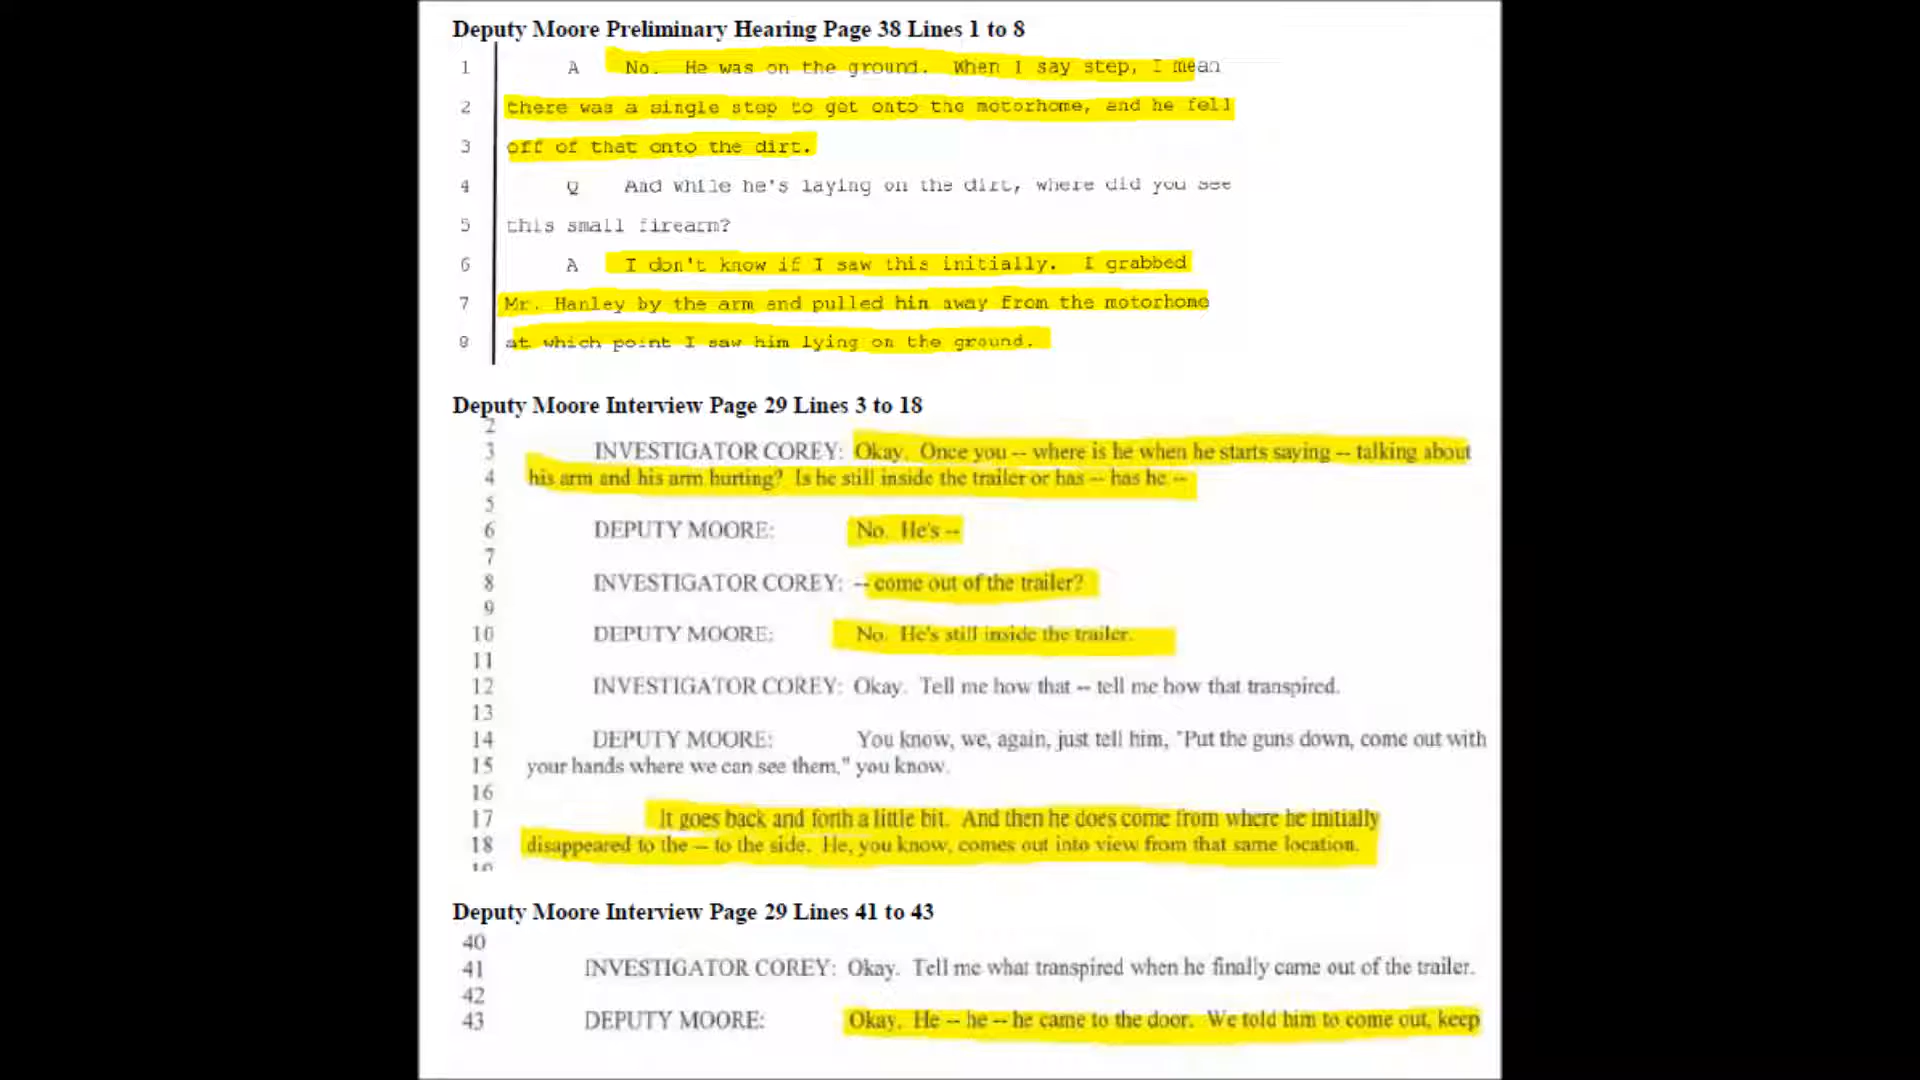 Deputy Moore Preliminary Hearing Page 38 Lines 1 to 8
1 A No. He was on the ground. When I say step, I mean
2 there was a single step to get onto the motorhome, and he fell
3 off of that onto the dirt.
4 Q And while he's laying on the dirt, where did you see
5 this small firearm?
6 A I don't know if I saw this initially. I grabbed
7 Mr. Hanley by the arm and pulled him away from the motorhome
8 at which point I saw him lying on the ground.
Deputy Moore Interview Page 29 Lines 3 to 18
2
3 INVESTIGATOR COREY: Okay. Once you -- where is he when he starts saying -- talking about
4 his arm and his arm hurting? Is he still inside the trailer or has -- has he --
5
6 DEPUTY MOORE: No. He's --
7
8 INVESTIGATOR COREY: -- come out of the trailer?
9
10 DEPUTY MOORE: No. He's still inside the trailer.
11
12 INVESTIGATOR COREY: Okay. Tell me how that -- tell me how that transpired.
13
14 DEPUTY MOORE: You know, we, again, just tell him, "Put the guns down, come out with
15 your hands where we can see them," you know.
16
17 It goes back and forth a little bit. And then he does come from where he initially
18 disappeared to the -- to the side. He, you know, comes out into view from that same location.
Deputy Moore Interview Page 29 Lines 41 to 43
40
41 INVESTIGATOR COREY: Okay. Tell me what transpired when he finally came out of the trailer.
42
43 DEPUTY MOORE: Okay. He -- he -- he came to the door. We told him to come out, keep